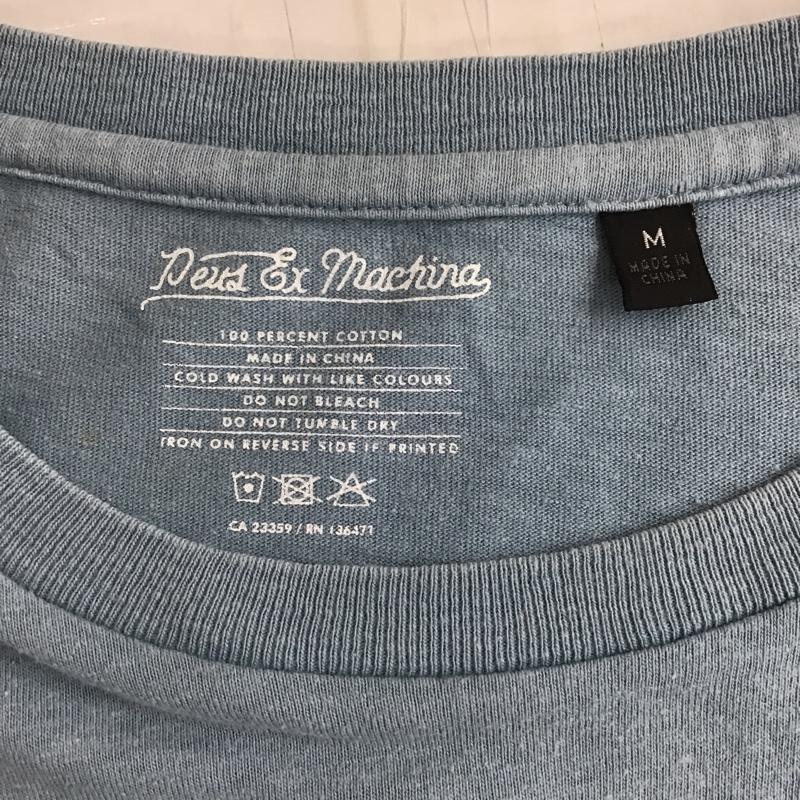 Deus Ex Machina
M
MADE IN
CHINA
100 PERCENT COTTON
MADE IN CHINA
COLD WASH WITH LIKE COLOURS
DO NOT BLEACH
DO NOT TUMBLE DRY
IRON ON REVERSE SIDE IF PRINTED
CA 23359 / RN 136471